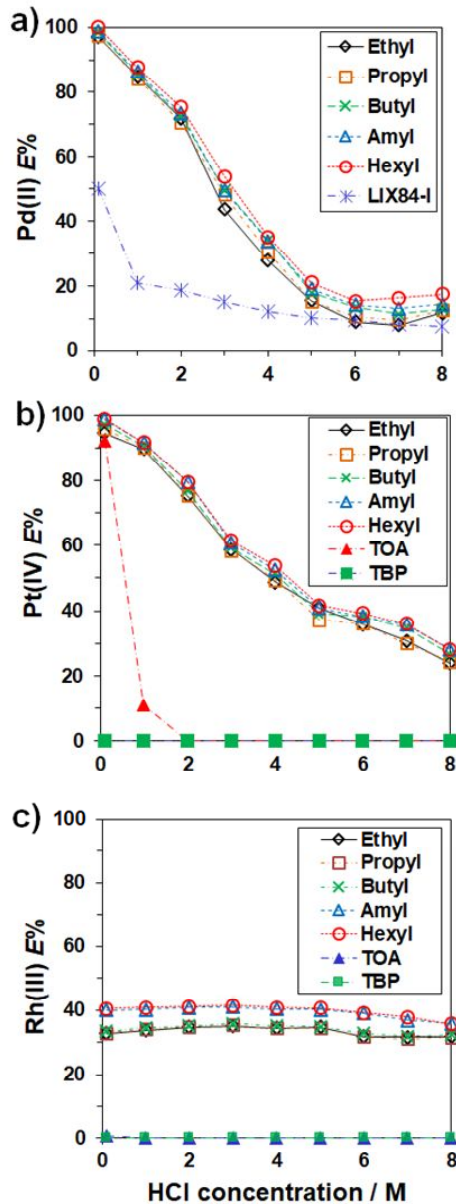 a)
100
80
60
40
20
0
Pd(II) E%
Ethyl
Propyl
Butyl
Amyl
Hexyl
LIX84-I
0 2 4 6 8
b)
100
80
60
40
20
0
Pt(IV) E%
Ethyl
Propyl
Butyl
Amyl
Hexyl
TOA
TBP
0 2 4 6 8
c)
100
80
60
40
20
0
Rh(III) E%
Ethyl
Propyl
Butyl
Amyl
Hexyl
TOA
TBP
0 2 4 6 8
HCl concentration / M